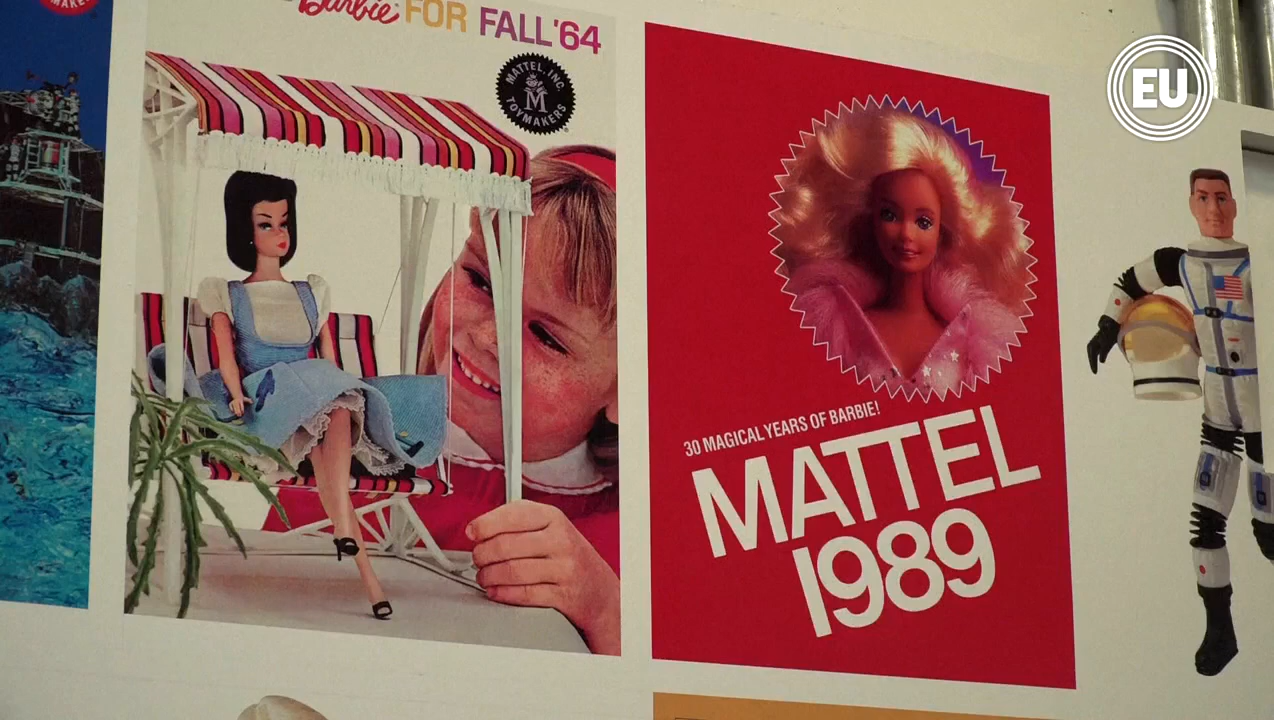 Barbie FOR FALL '64
MATTEL, INC.
M
TOYMAKERS
30 MAGICAL YEARS OF BARBIE!
MATTEL
1989
EU